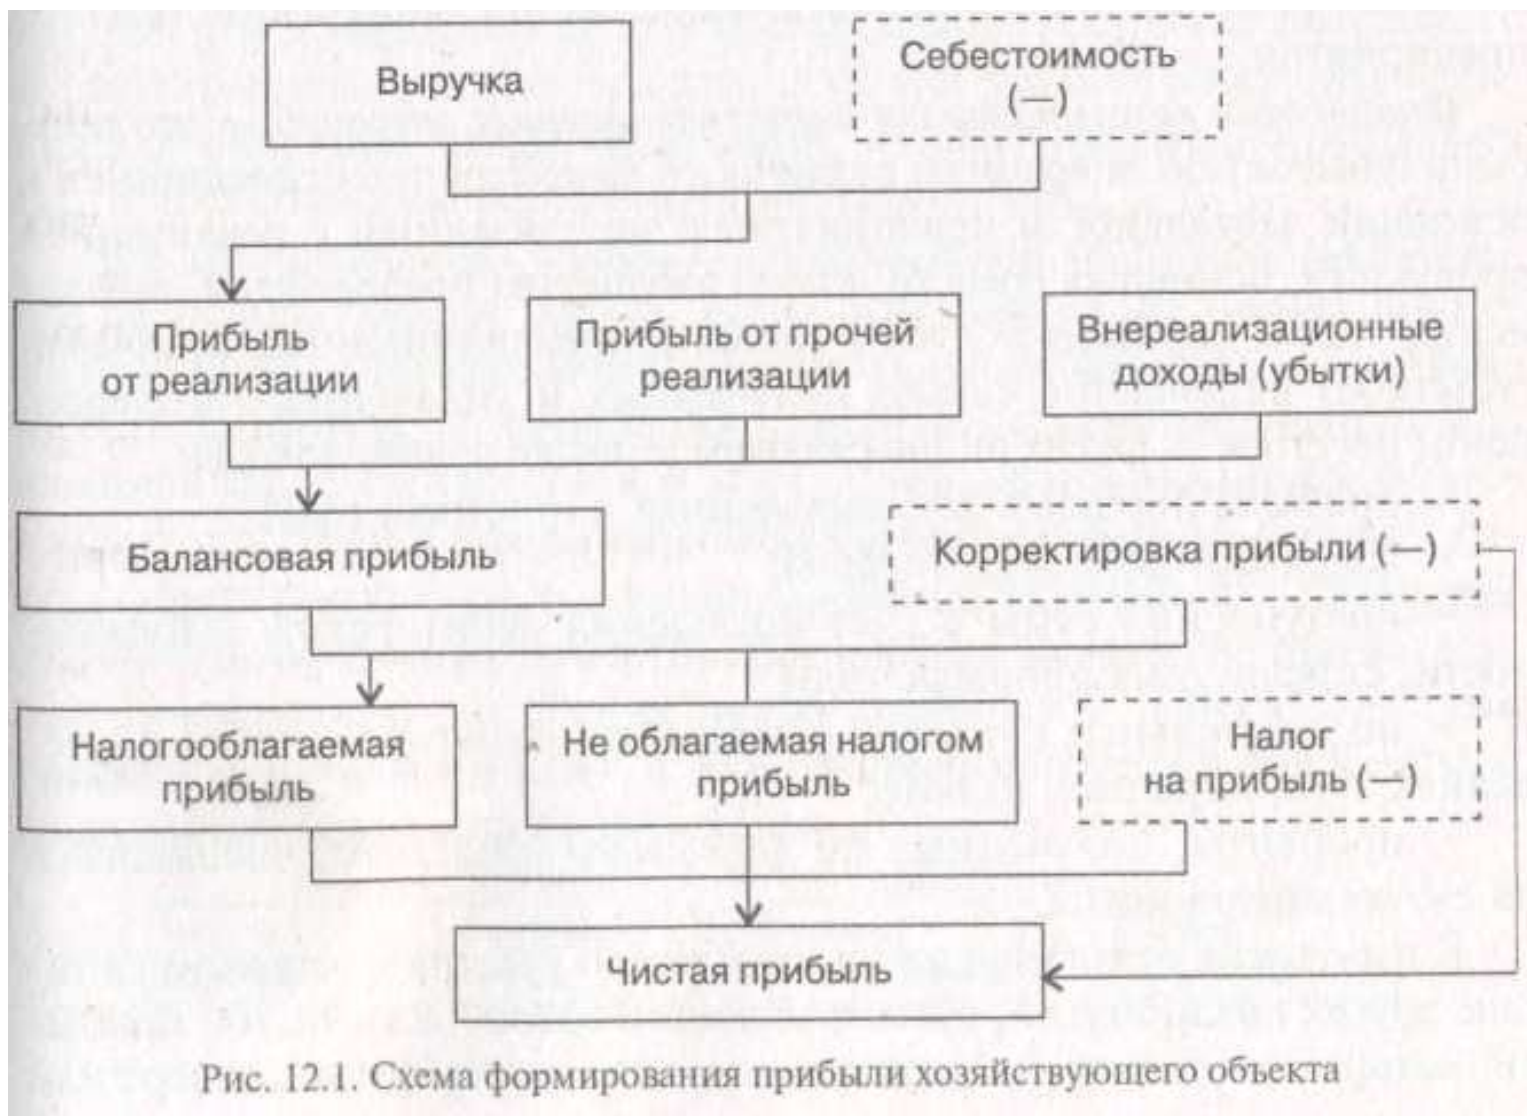 Выручка
Себестоимость
(—)
Прибыль
от реализации
Прибыль от прочей
реализации
Внереализационные
доходы (убытки)
Балансовая прибыль
Корректировка прибыли (—)
Налогооблагаемая
прибыль
Не облагаемая налогом
прибыль
Налог
на прибыль (—)
Чистая прибыль
Рис. 12.1. Схема формирования прибыли хозяйствующего объекта